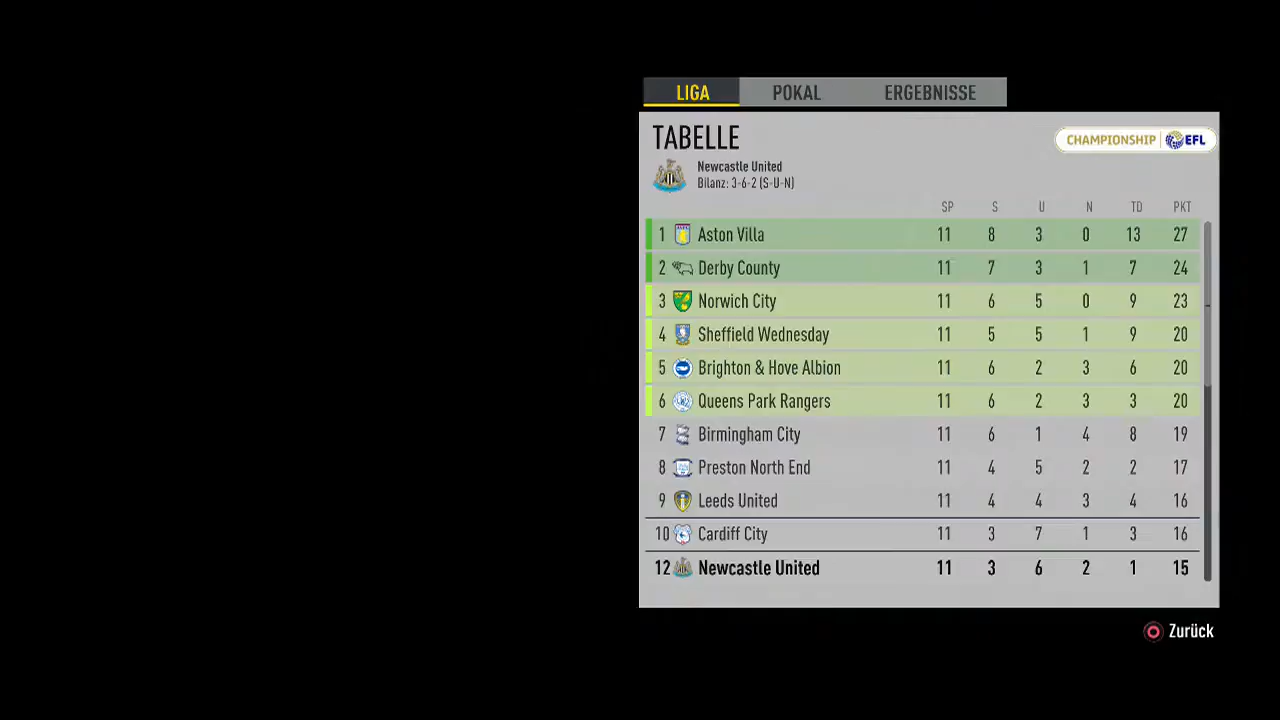 LIGA POKAL ERGEBNISSE
TABELLE
CHAMPIONSHIP EFL
Newcastle United
Bilanz: 3-6-2 (S-U-N)
SP S U N TD PKT
1 Aston Villa 11 8 3 0 13 27
2 Derby County 11 7 3 1 7 24
3 Norwich City 11 6 5 0 9 23
4 Sheffield Wednesday 11 5 5 1 9 20
5 Brighton & Hove Albion 11 6 2 3 6 20
6 Queens Park Rangers 11 6 2 3 3 20
7 Birmingham City 11 6 1 4 8 19
8 Preston North End 11 4 5 2 2 17
9 Leeds United 11 4 4 3 4 16
10 Cardiff City 11 3 7 1 3 16
12 Newcastle United 11 3 6 2 1 15
Zurück